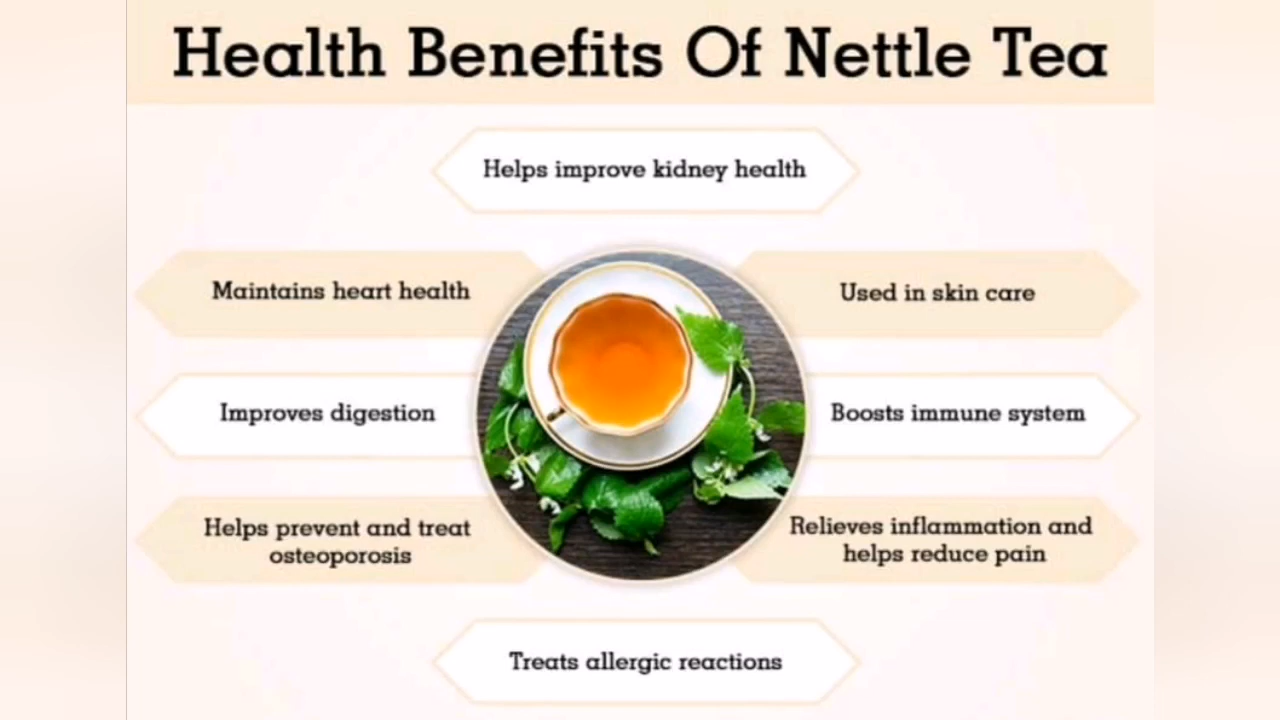 Health Benefits Of Nettle Tea
Helps improve kidney health
Maintains heart health
Used in skin care
Improves digestion
Boosts immune system
Helps prevent and treat
osteoporosis
Relieves inflammation and
helps reduce pain
Treats allergic reactions